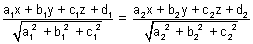 a₁x + b₁y + c₁z + d₁ / √(a₁² + b₁² + c₁²) = a₂x + b₂y + c₂z + d₂ / √(a₂² + b₂² + c₂²)